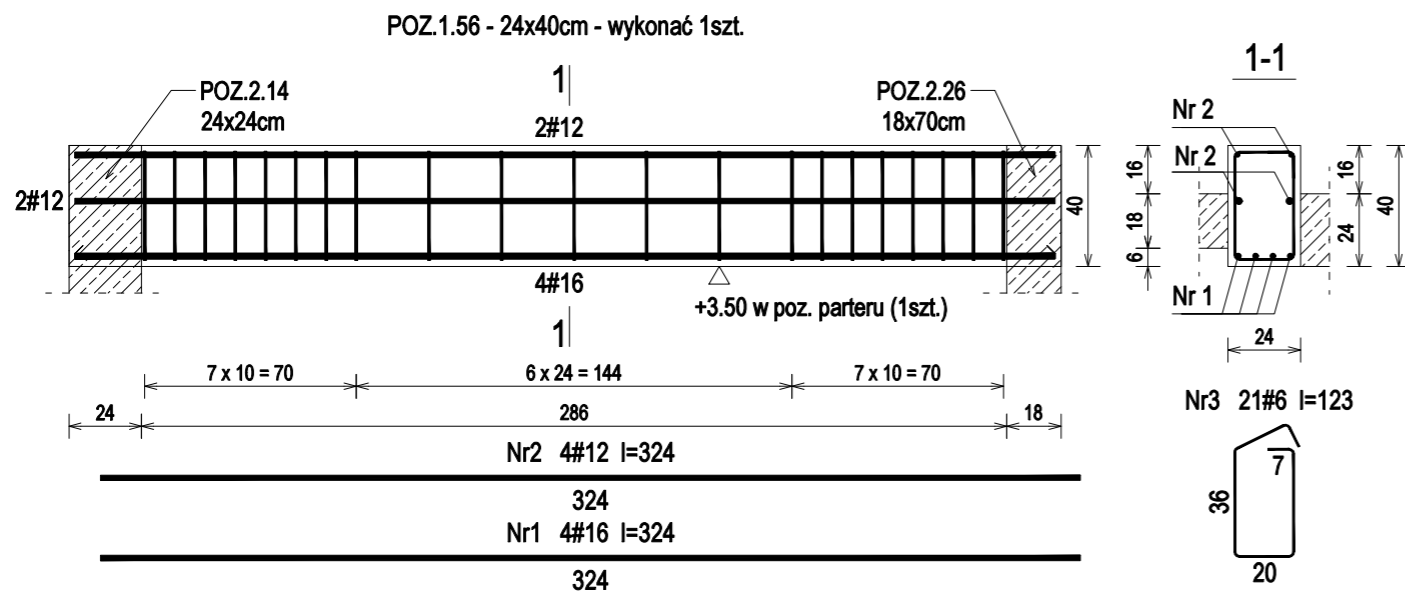 POZ.1.56 - 24x40cm - wykonać 1szt.
1
1-1
POZ.2.14
24x24cm
2#12
POZ.2.26
18x70cm
Nr 2
Nr 2
2#12
40
16
18
6
16
24
40
4#16
+3.50 w poz. parteru (1szt.)
Nr 1
1
24
7 x 10 = 70
6 x 24 = 144
7 x 10 = 70
24
286
18
Nr3 21#6 l=123
Nr2 4#12 l=324
324
7
36
Nr1 4#16 l=324
324
20